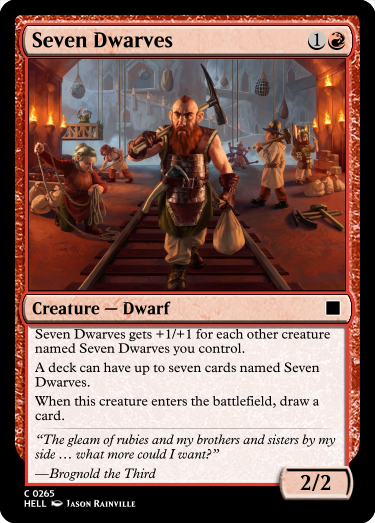 Seven Dwarves
1
Creature — Dwarf
Seven Dwarves gets +1/+1 for each other creature
named Seven Dwarves you control.
A deck can have up to seven cards named Seven
Dwarves.
When this creature enters the battlefield, draw a
card.
“The gleam of rubies and my brothers and sisters by my
side … what more could I want?”
—Brognold the Third
2/2
C 0265
HELL JASON RAINVILLE